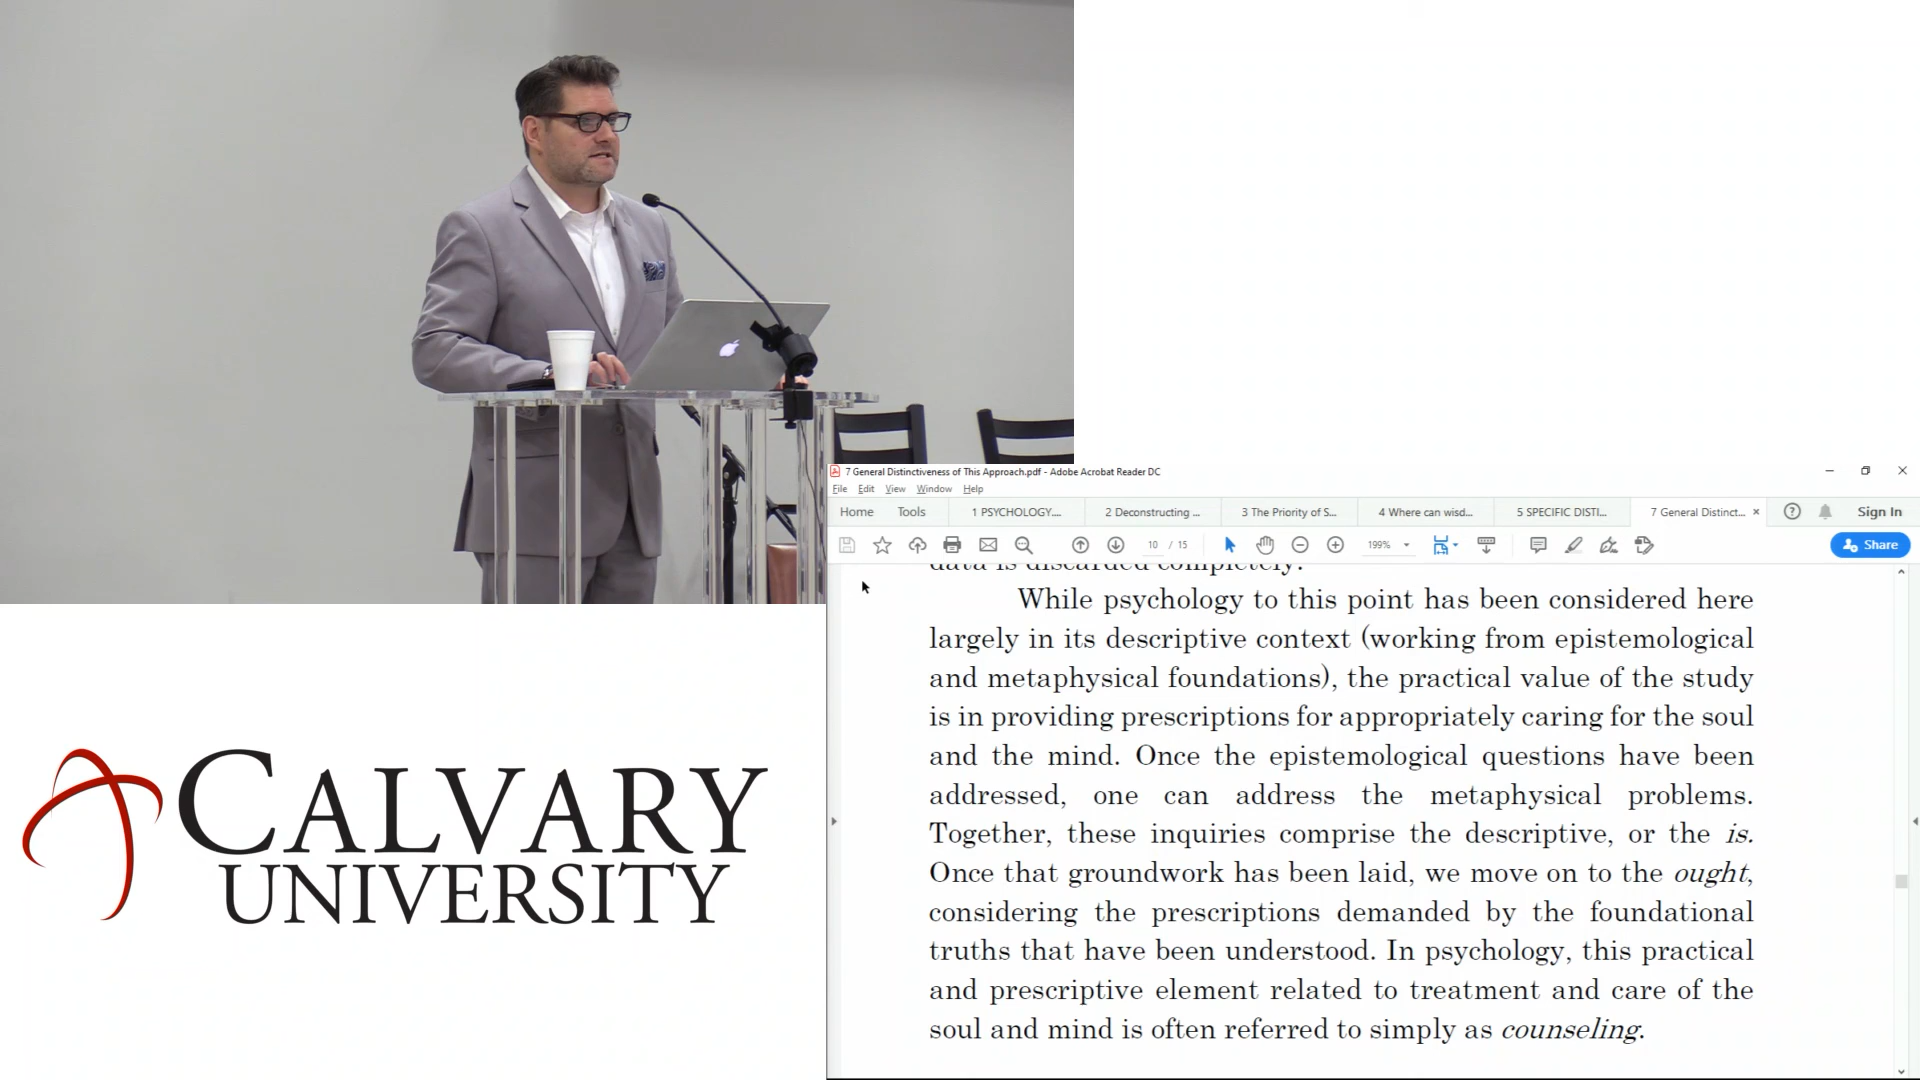 CALVARY
UNIVERSITY
7 General Distinctiveness of This Approach.pdf - Adobe Acrobat Reader DC
File Edit View Window Help
Home Tools 1 PSYCHOLOGY.... 2 Deconstructing ... 3 The Priority of S... 4 Where can wisd... 5 SPECIFIC DISTI... 7 General Distinct... × Sign In
10 / 15 199% Share
data is discarded completely.
While psychology to this point has been considered here
largely in its descriptive context (working from epistemological
and metaphysical foundations), the practical value of the study
is in providing prescriptions for appropriately caring for the soul
and the mind. Once the epistemological questions have been
addressed, one can address the metaphysical problems.
Together, these inquiries comprise the descriptive, or the is.
Once that groundwork has been laid, we move on to the ought,
considering the prescriptions demanded by the foundational
truths that have been understood. In psychology, this practical
and prescriptive element related to treatment and care of the
soul and mind is often referred to simply as counseling.